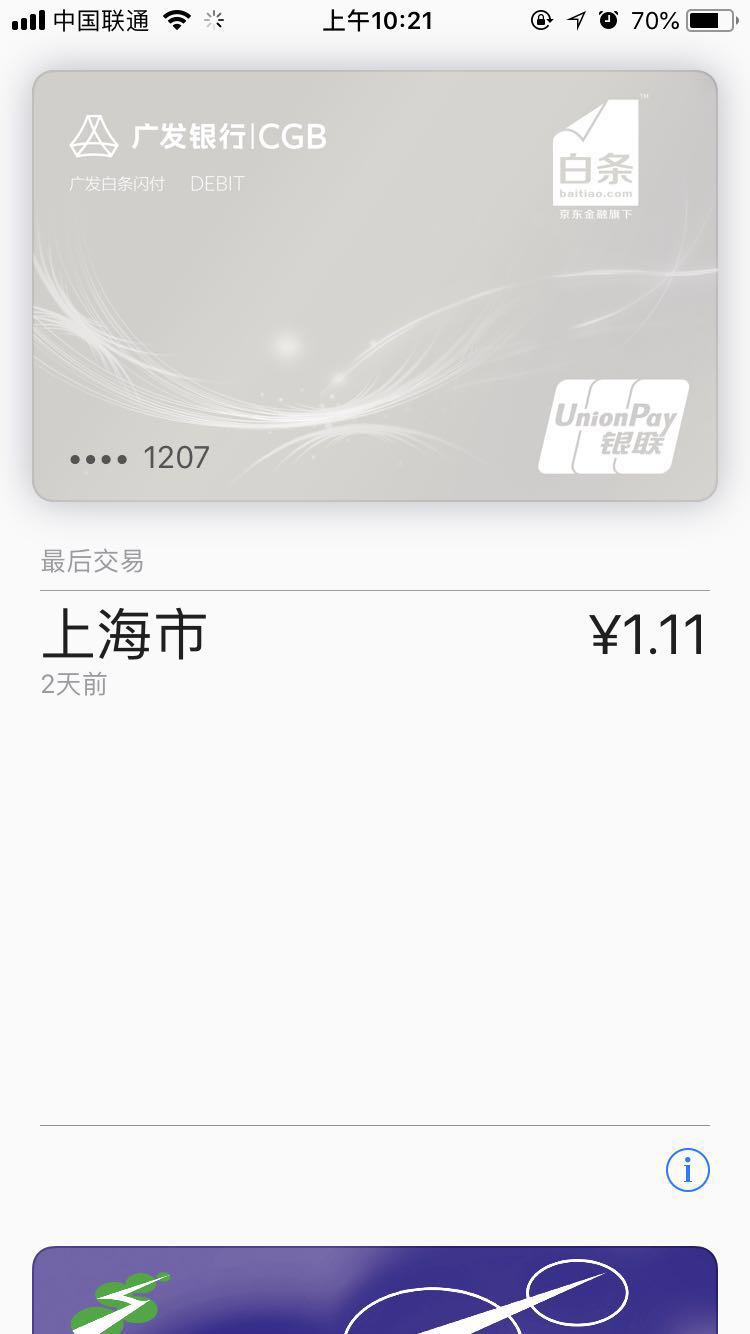 中国联通 上午10:21 70%
广发银行|CGB
广发白条闪付 DEBIT
白条™
baitiao.com
京东金融旗下
UnionPay
银联
•••• 1207
最后交易
上海市 ¥1.11
2天前
i